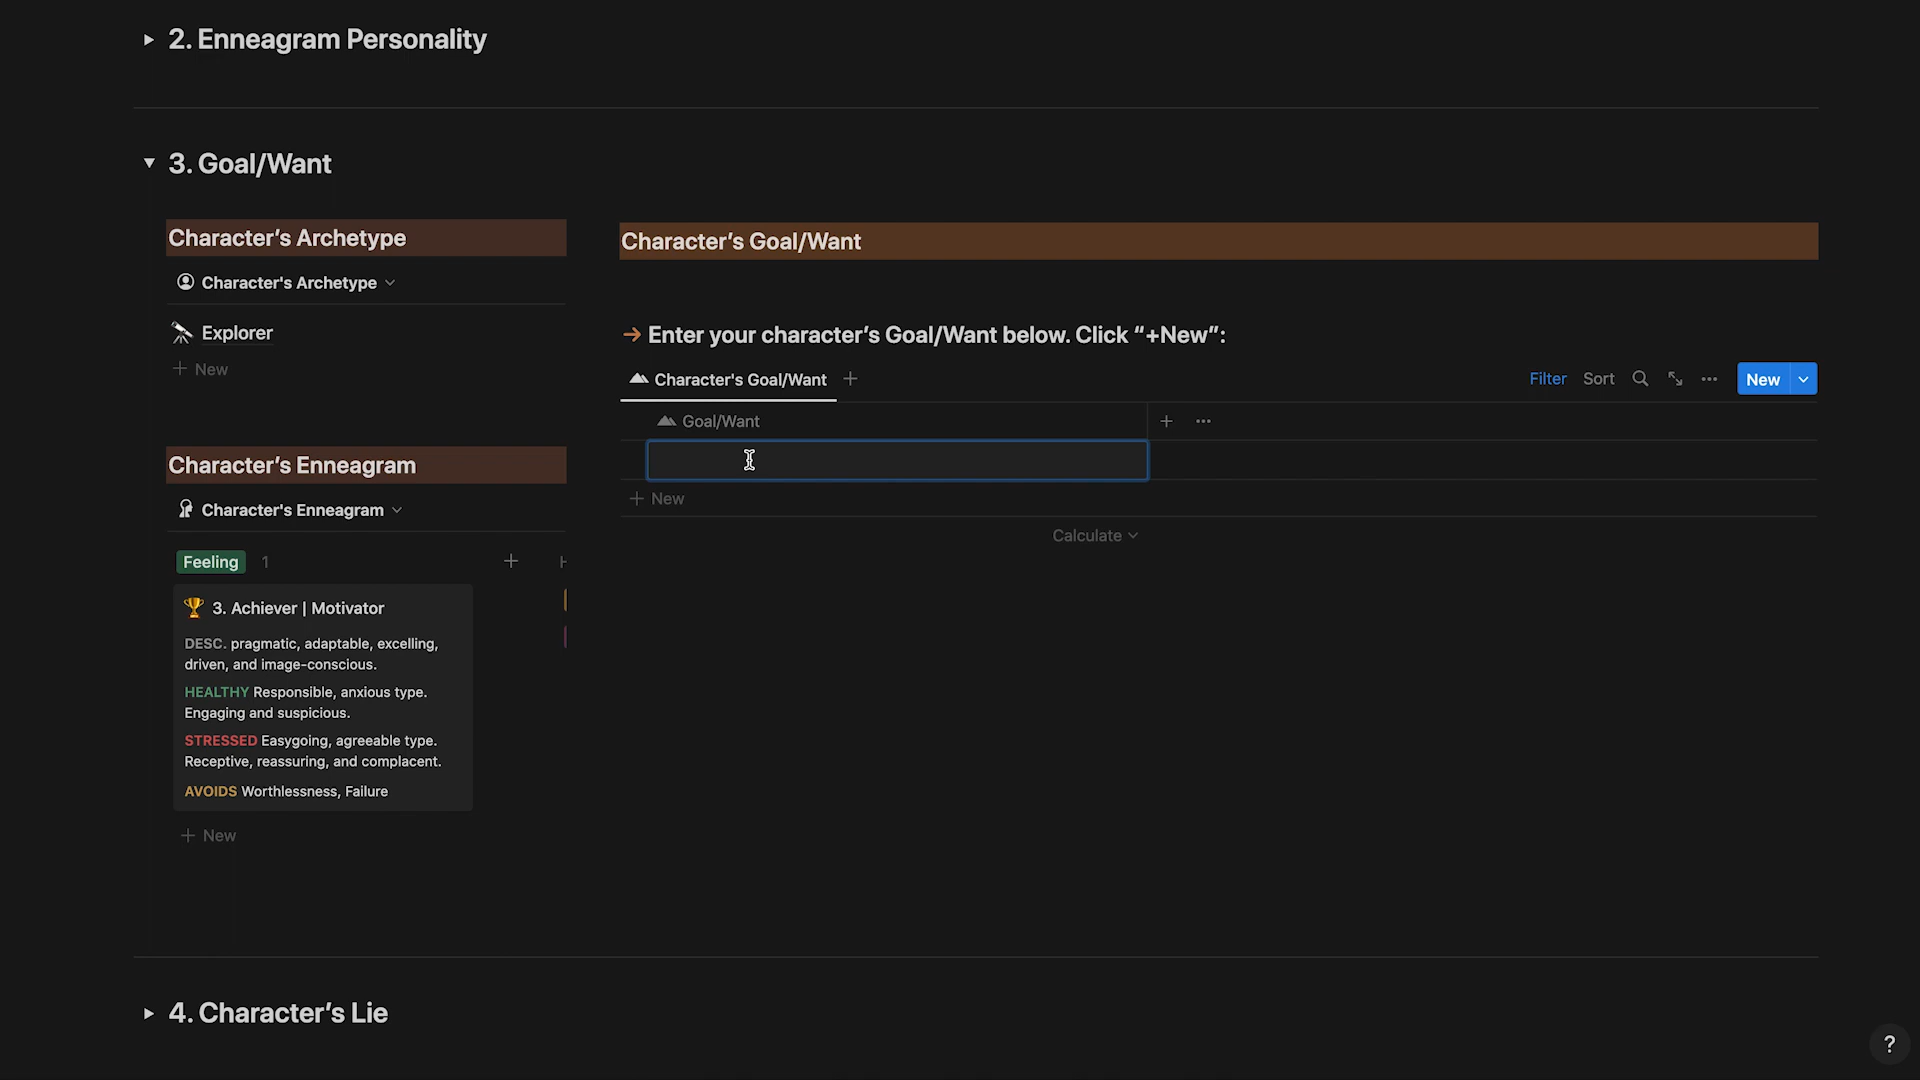 2. Enneagram Personality
3. Goal/Want
Character's Archetype
Character's Archetype
Explorer
+ New
Character's Enneagram
Character's Enneagram
Feeling 1 +
3. Achiever | Motivator
DESC. pragmatic, adaptable, excelling,
driven, and image-conscious.
HEALTHY Responsible, anxious type.
Engaging and suspicious.
STRESSED Easygoing, agreeable type.
Receptive, reassuring, and complacent.
AVOIDS Worthlessness, Failure
+ New
Character's Goal/Want
→ Enter your character's Goal/Want below. Click “+New”:
Character's Goal/Want +
Filter Sort ... New
Goal/Want + ...
+ New
Calculate
4. Character's Lie
?